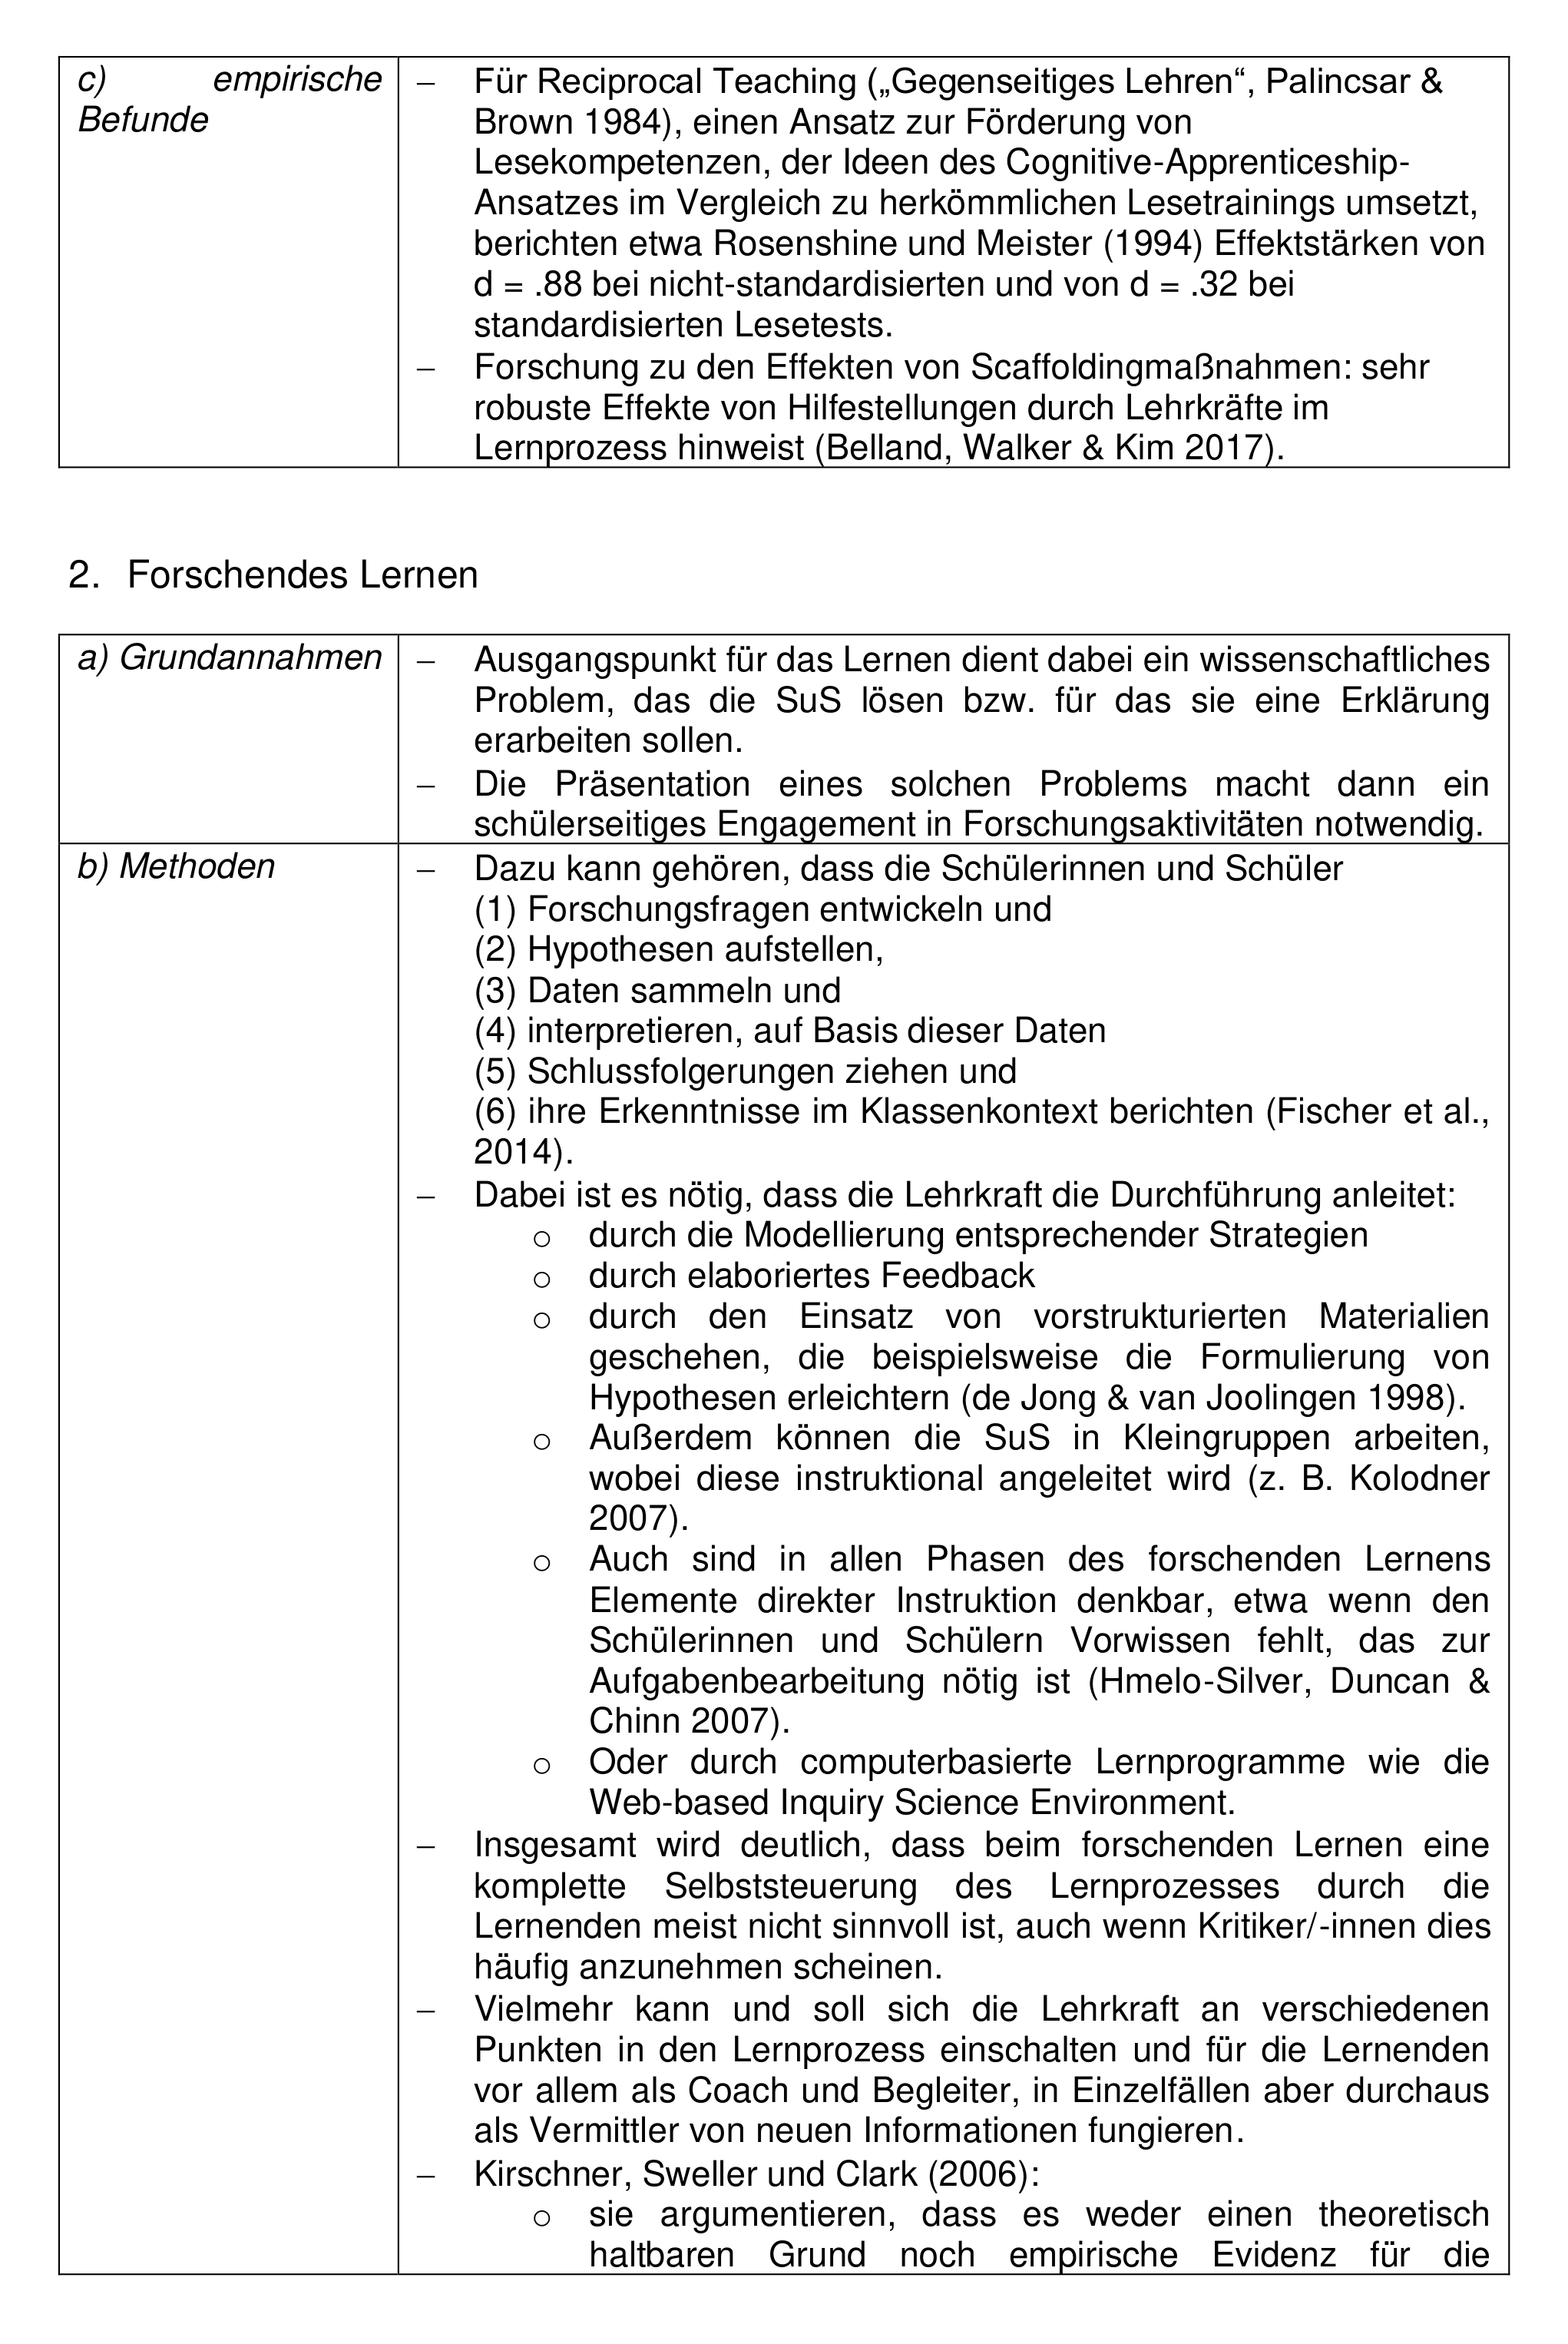 c) empirische
Befunde
– Für Reciprocal Teaching („Gegenseitiges Lehren“, Palincsar &
Brown 1984), einen Ansatz zur Förderung von
Lesekompetenzen, der Ideen des Cognitive-Apprenticeship-
Ansatzes im Vergleich zu herkömmlichen Lesetrainings umsetzt,
berichten etwa Rosenshine und Meister (1994) Effektstärken von
d = .88 bei nicht-standardisierten und von d = .32 bei
standardisierten Lesetests.
– Forschung zu den Effekten von Scaffoldingmaßnahmen: sehr
robuste Effekte von Hilfestellungen durch Lehrkräfte im
Lernprozess hinweist (Belland, Walker & Kim 2017).
2. Forschendes Lernen
a) Grundannahmen
– Ausgangspunkt für das Lernen dient dabei ein wissenschaftliches
Problem, das die SuS lösen bzw. für das sie eine Erklärung
erarbeiten sollen.
– Die Präsentation eines solchen Problems macht dann ein
schülerseitiges Engagement in Forschungsaktivitäten notwendig.
b) Methoden
– Dazu kann gehören, dass die Schülerinnen und Schüler
(1) Forschungsfragen entwickeln und
(2) Hypothesen aufstellen,
(3) Daten sammeln und
(4) interpretieren, auf Basis dieser Daten
(5) Schlussfolgerungen ziehen und
(6) ihre Erkenntnisse im Klassenkontext berichten (Fischer et al.,
2014).
– Dabei ist es nötig, dass die Lehrkraft die Durchführung anleitet:
o durch die Modellierung entsprechender Strategien
o durch elaboriertes Feedback
o durch den Einsatz von vorstrukturierten Materialien
geschehen, die beispielsweise die Formulierung von
Hypothesen erleichtern (de Jong & van Joolingen 1998).
o Außerdem können die SuS in Kleingruppen arbeiten,
wobei diese instruktional angeleitet wird (z. B. Kolodner
2007).
o Auch sind in allen Phasen des forschenden Lernens
Elemente direkter Instruktion denkbar, etwa wenn den
Schülerinnen und Schülern Vorwissen fehlt, das zur
Aufgabenbearbeitung nötig ist (Hmelo-Silver, Duncan &
Chinn 2007).
o Oder durch computerbasierte Lernprogramme wie die
Web-based Inquiry Science Environment.
– Insgesamt wird deutlich, dass beim forschenden Lernen eine
komplette Selbststeuerung des Lernprozesses durch die
Lernenden meist nicht sinnvoll ist, auch wenn Kritiker/-innen dies
häufig anzunehmen scheinen.
– Vielmehr kann und soll sich die Lehrkraft an verschiedenen
Punkten in den Lernprozess einschalten und für die Lernenden
vor allem als Coach und Begleiter, in Einzelfällen aber durchaus
als Vermittler von neuen Informationen fungieren.
– Kirschner, Sweller und Clark (2006):
o sie argumentieren, dass es weder einen theoretisch
haltbaren Grund noch empirische Evidenz für die